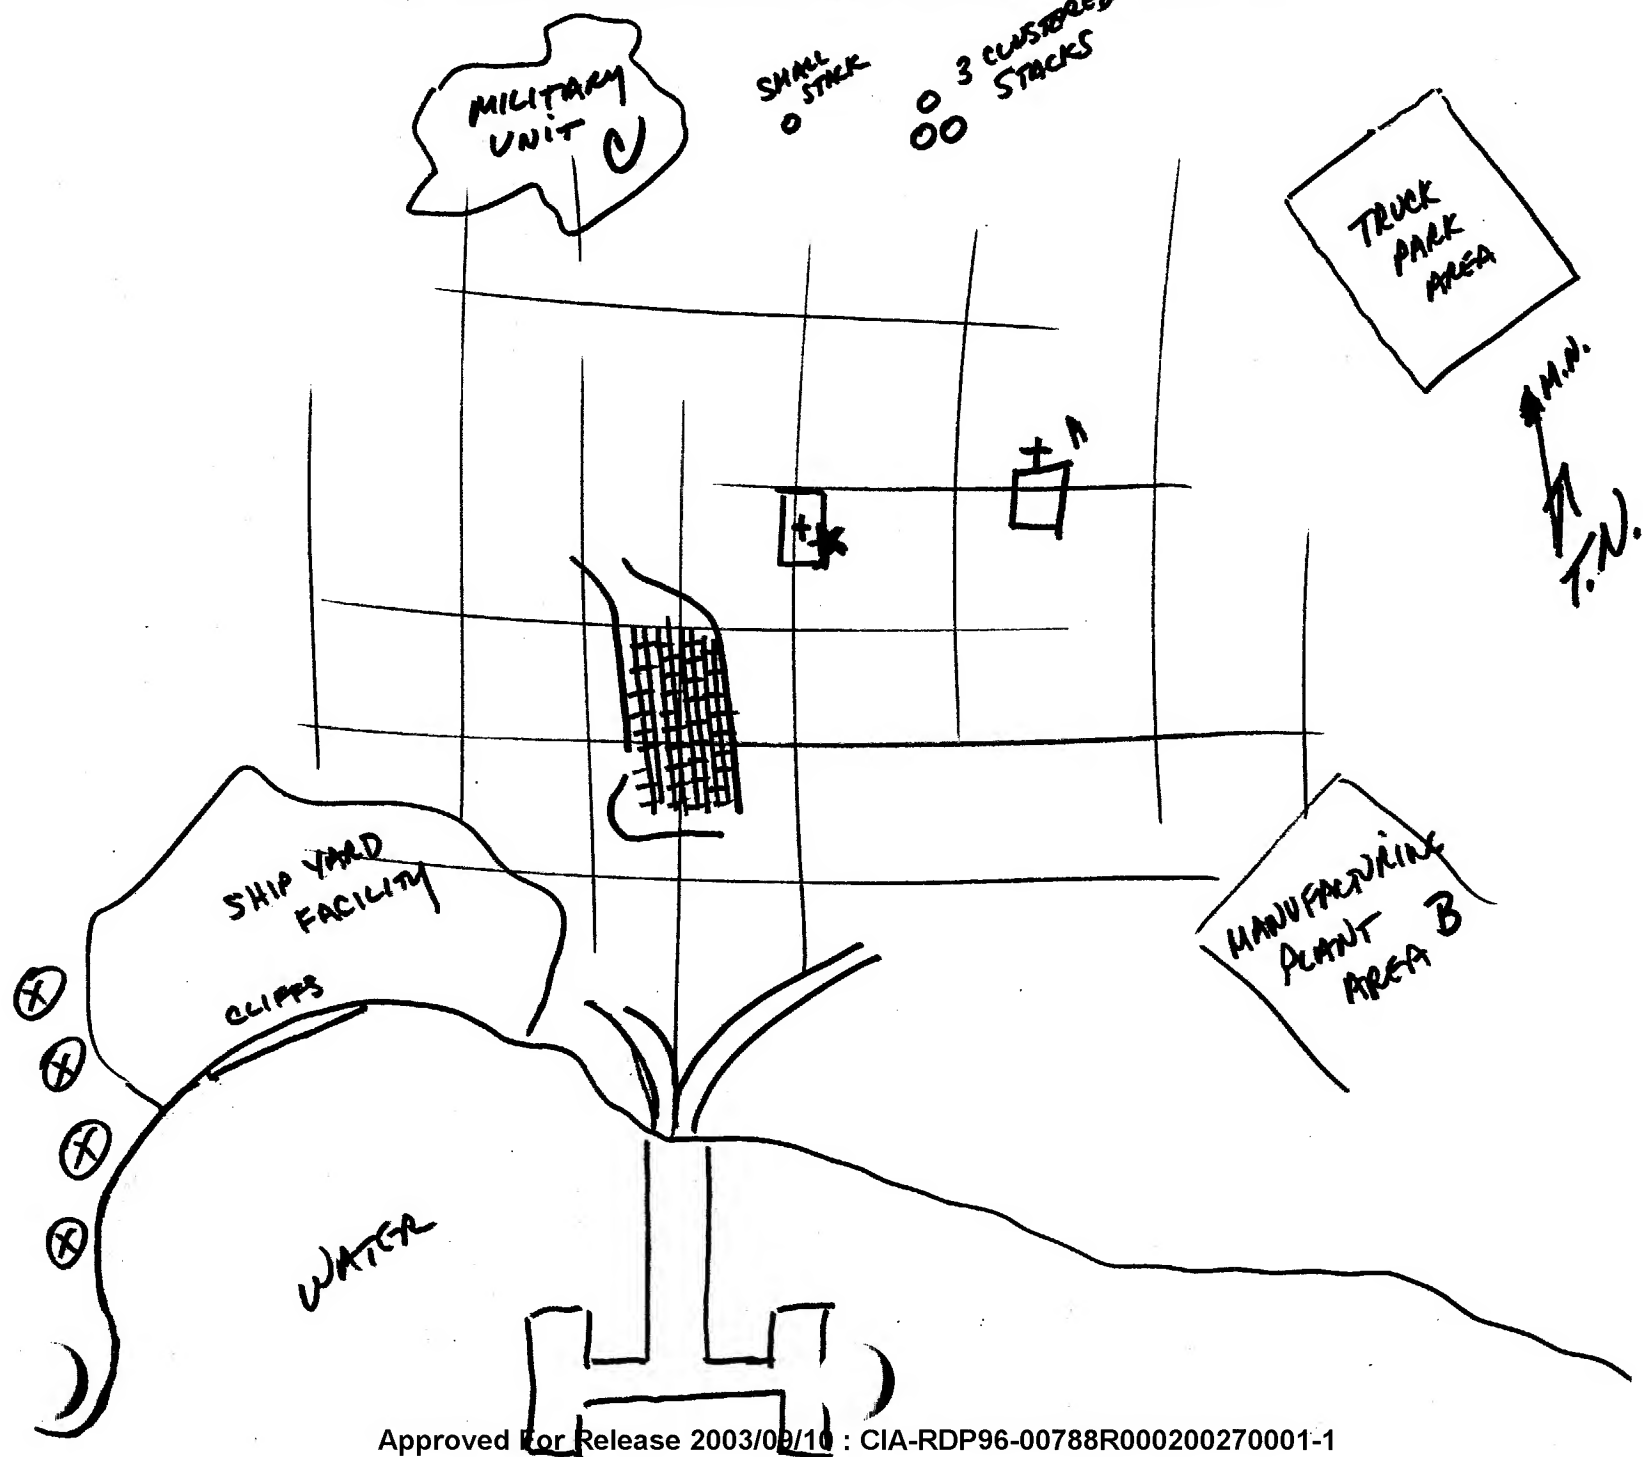 MILITARY
UNIT C
SMALL
STACK
3 CLUSTERED
STACKS
TRUCK
PARK
AREA
M.N.
T.N.
A
SHIP YARD
FACILITY
CLIFFS
MANUFACTURING
PLANT B
AREA
X
X
X
X
WATER
Approved For Release 2003/09/10 : CIA-RDP96-00788R000200270001-1